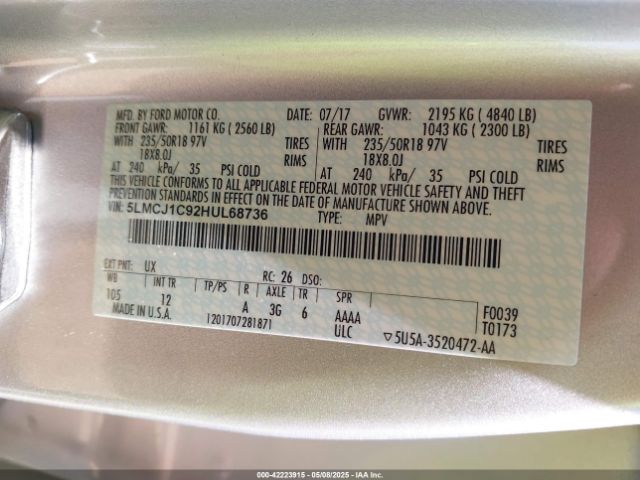 MFD. BY FORD MOTOR CO. DATE: 07/17 GVWR: 2195 KG ( 4840 LB)
FRONT GAWR: 1161 KG ( 2560 LB) REAR GAWR: 1043 KG ( 2300 LB)
WITH 235/50R18 97V TIRES WITH 235/50R18 97V TIRES
18X8.0J RIMS 18X8.0J RIMS
AT 240 kPa/ 35 PSI COLD AT 240 kPa/ 35 PSI COLD
THIS VEHICLE CONFORMS TO ALL APPLICABLE FEDERAL MOTOR VEHICLE SAFETY AND THEFT
PREVENTION STANDARDS IN EFFECT ON THE DATE OF MANUFACTURE SHOWN ABOVE.
VIN: 5LMCJ1C92HUL68736 TYPE: MPV
EXT PNT: UX RC: 26 DSO:
WB INT TR TP/PS R AXLE TR SPR
105 12 A 3G 6 AAAA F0039
MADE IN U.S.A. 1201707281871 ULC T0173
5U5A-3520472-AA
000-42223915 - 05/08/2025 - Copyright IAA, Inc.